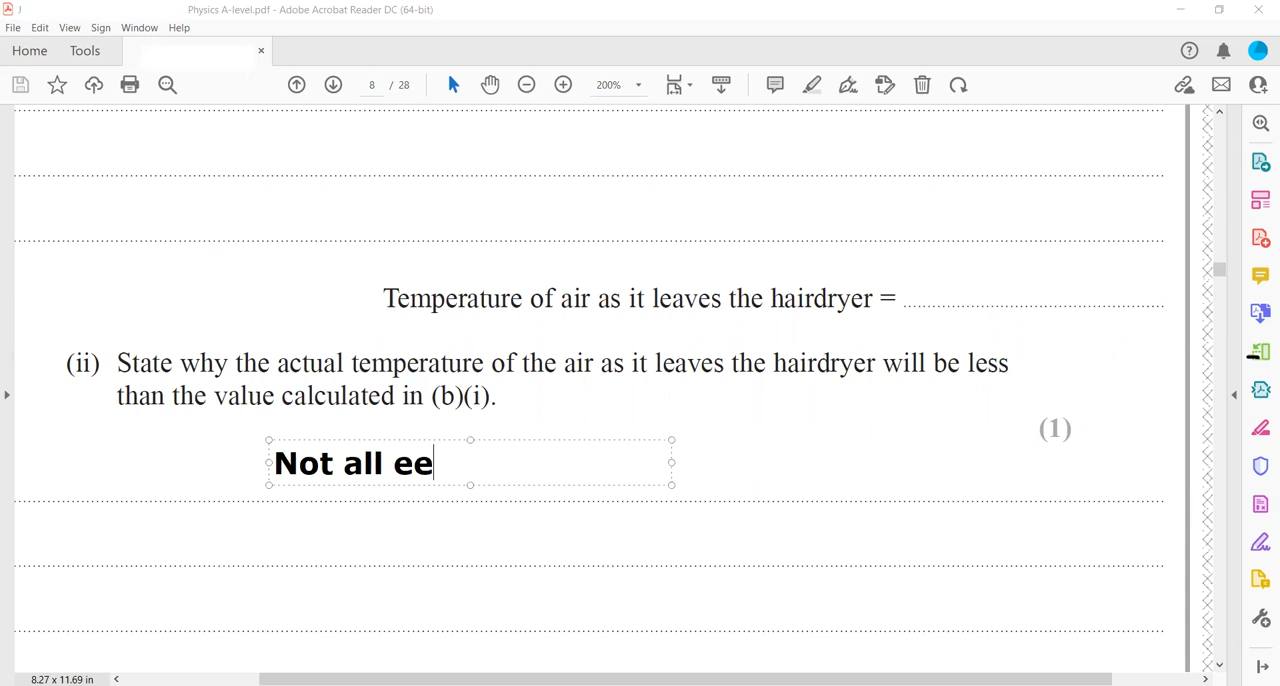 J
Physics A-level.pdf - Adobe Acrobat Reader DC (64-bit)
File Edit View Sign Window Help
Home Tools
8 / 28
200%
Temperature of air as it leaves the hairdryer =
(ii) State why the actual temperature of the air as it leaves the hairdryer will be less
than the value calculated in (b)(i).
(1)
Not all ee
8.27 x 11.69 in